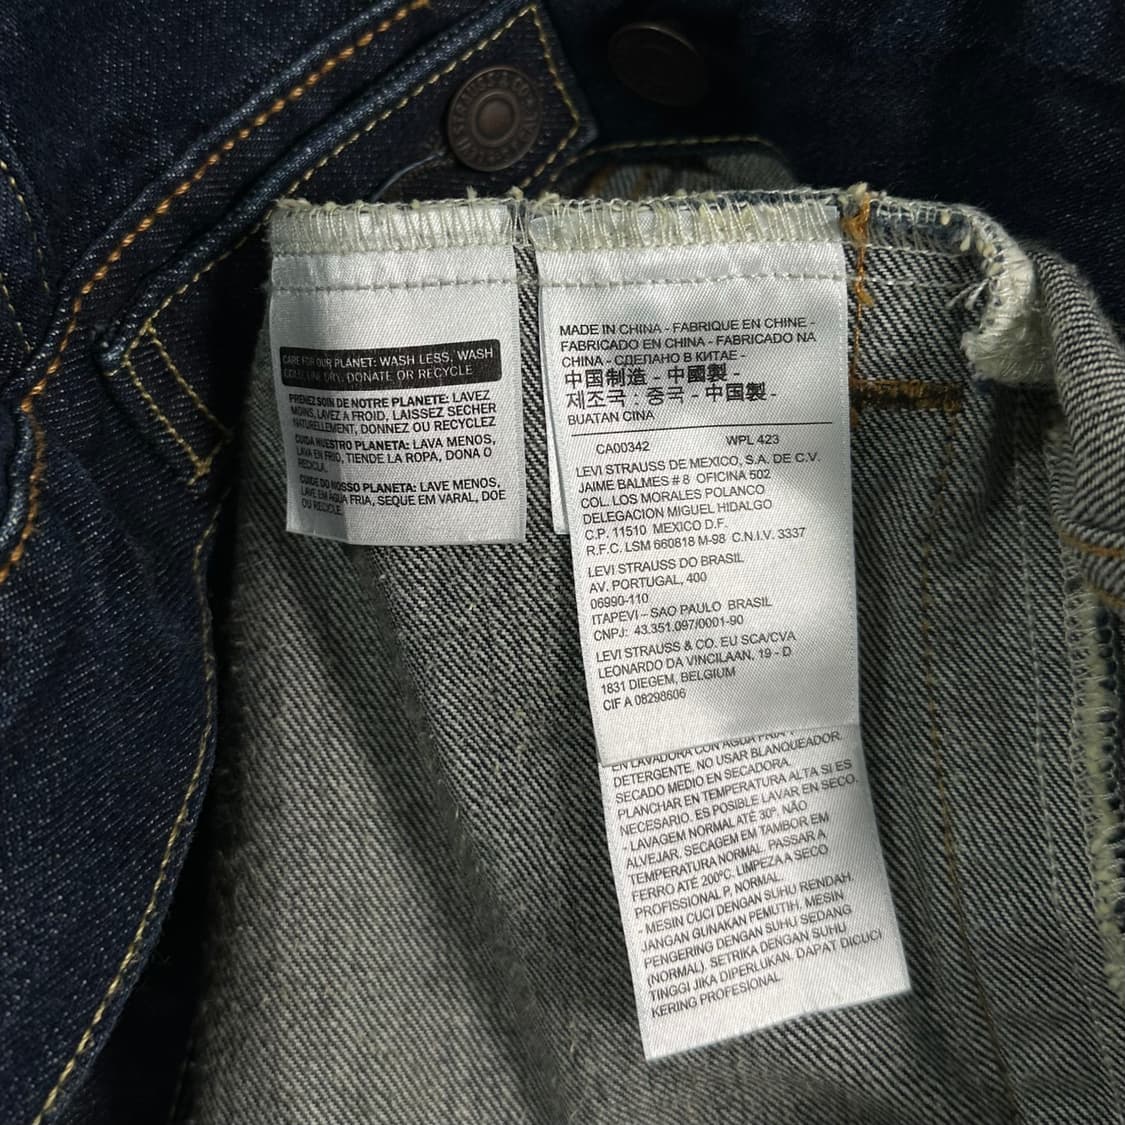 STRAUSS & CO
CARE FOR OUR PLANET: WASH LESS, WASH
COLD, LINE DRY, DONATE OR RECYCLE
PRENEZ SOIN DE NOTRE PLANETE: LAVEZ
MOINS, LAVEZ A FROID, LAISSEZ SECHER
NATURELLEMENT, DONNEZ OU RECYCLEZ
CUIDA NUESTRO PLANETA: LAVA MENOS,
LAVA EN FRIO, TIENDE LA ROPA, DONA O
RECICLA.
CUIDE DO NOSSO PLANETA: LAVE MENOS,
LAVE EM AGUA FRIA, SEQUE EM VARAL, DOE
OU RECICLE.
MADE IN CHINA - FABRIQUE EN CHINE -
FABRICADO EN CHINA - FABRICADO NA
CHINA - СДЕЛАНО В КИТАЕ -
中国制造 - 中國製 -
제조국 : 중국 - 中国製 -
BUATAN CINA
CA00342 WPL 423
LEVI STRAUSS DE MEXICO, S.A. DE C.V.
JAIME BALMES # 8 OFICINA 502
COL. LOS MORALES POLANCO
DELEGACION MIGUEL HIDALGO
C.P. 11510 MEXICO D.F.
R.F.C. LSM 660818 M-98 C.N.I.V. 3337
LEVI STRAUSS DO BRASIL
AV. PORTUGAL, 400
06990-110
ITAPEVI – SAO PAULO BRASIL
CNPJ: 43.351.097/0001-90
LEVI STRAUSS & CO. EU SCA/CVA
LEONARDO DA VINCILAAN, 19 - D
1831 DIEGEM, BELGIUM
CIF A 08298606
EN LAVADORA CON AGUA FRIA Y
DETERGENTE, NO USAR BLANQUEADOR.
SECADO MEDIO EN SECADORA.
PLANCHAR EN TEMPERATURA ALTA SI ES
NECESARIO. ES POSIBLE LAVAR EN SECO.
- LAVAGEM NORMAL ATÉ 30º. NÃO
ALVEJAR. SECAGEM EM TAMBOR EM
TEMPERATURA NORMAL. PASSAR A
FERRO ATÉ 200ºC. LIMPEZA A SECO
PROFISSIONAL P, NORMAL.
- MESIN CUCI DENGAN SUHU RENDAH.
JANGAN GUNAKAN PEMUTIH. MESIN
PENGERING DENGAN SUHU SEDANG
(NORMAL). SETRIKA DENGAN SUHU
TINGGI JIKA DIPERLUKAN. DAPAT DICUCI
KERING PROFESIONAL